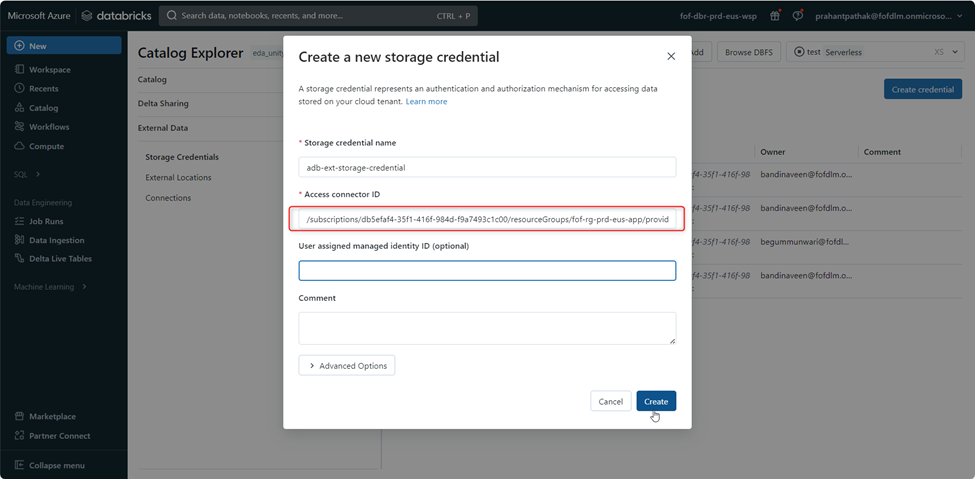 Microsoft Azure
databricks
Search data, notebooks, recents, and more...
CTRL + P
fof-dbr-prd-eus-wsp
prahantpathak@fofdlm.onmicroso...
New
Workspace
Recents
Catalog
Workflows
Compute
SQL
Data Engineering
Job Runs
Data Ingestion
Delta Live Tables
Machine Learning
Marketplace
Partner Connect
Collapse menu
Catalog Explorer
eda_unity
Catalog
Delta Sharing
External Data
Storage Credentials
External Locations
Connections
Add
Browse DBFS
test
Serverless
XS
Create credential
Owner
Comment
f4-35f1-416f-98
bandinaveen@fofdlm.o...
f4-35f1-416f-98
bandinaveen@fofdlm.o...
f4-35f1-416f-98
begummunwari@fofdl...
f4-35f1-416f-98
bandinaveen@fofdlm.o...
Create a new storage credential
A storage credential represents an authentication and authorization mechanism for accessing data
stored on your cloud tenant. Learn more
* Storage credential name
adb-ext-storage-credential
* Access connector ID
/subscriptions/db5efaf4-35f1-416f-984d-f9a7493c1c00/resourceGroups/fof-rg-prd-eus-app/provid
User assigned managed identity ID (optional)
Comment
Advanced Options
Cancel
Create